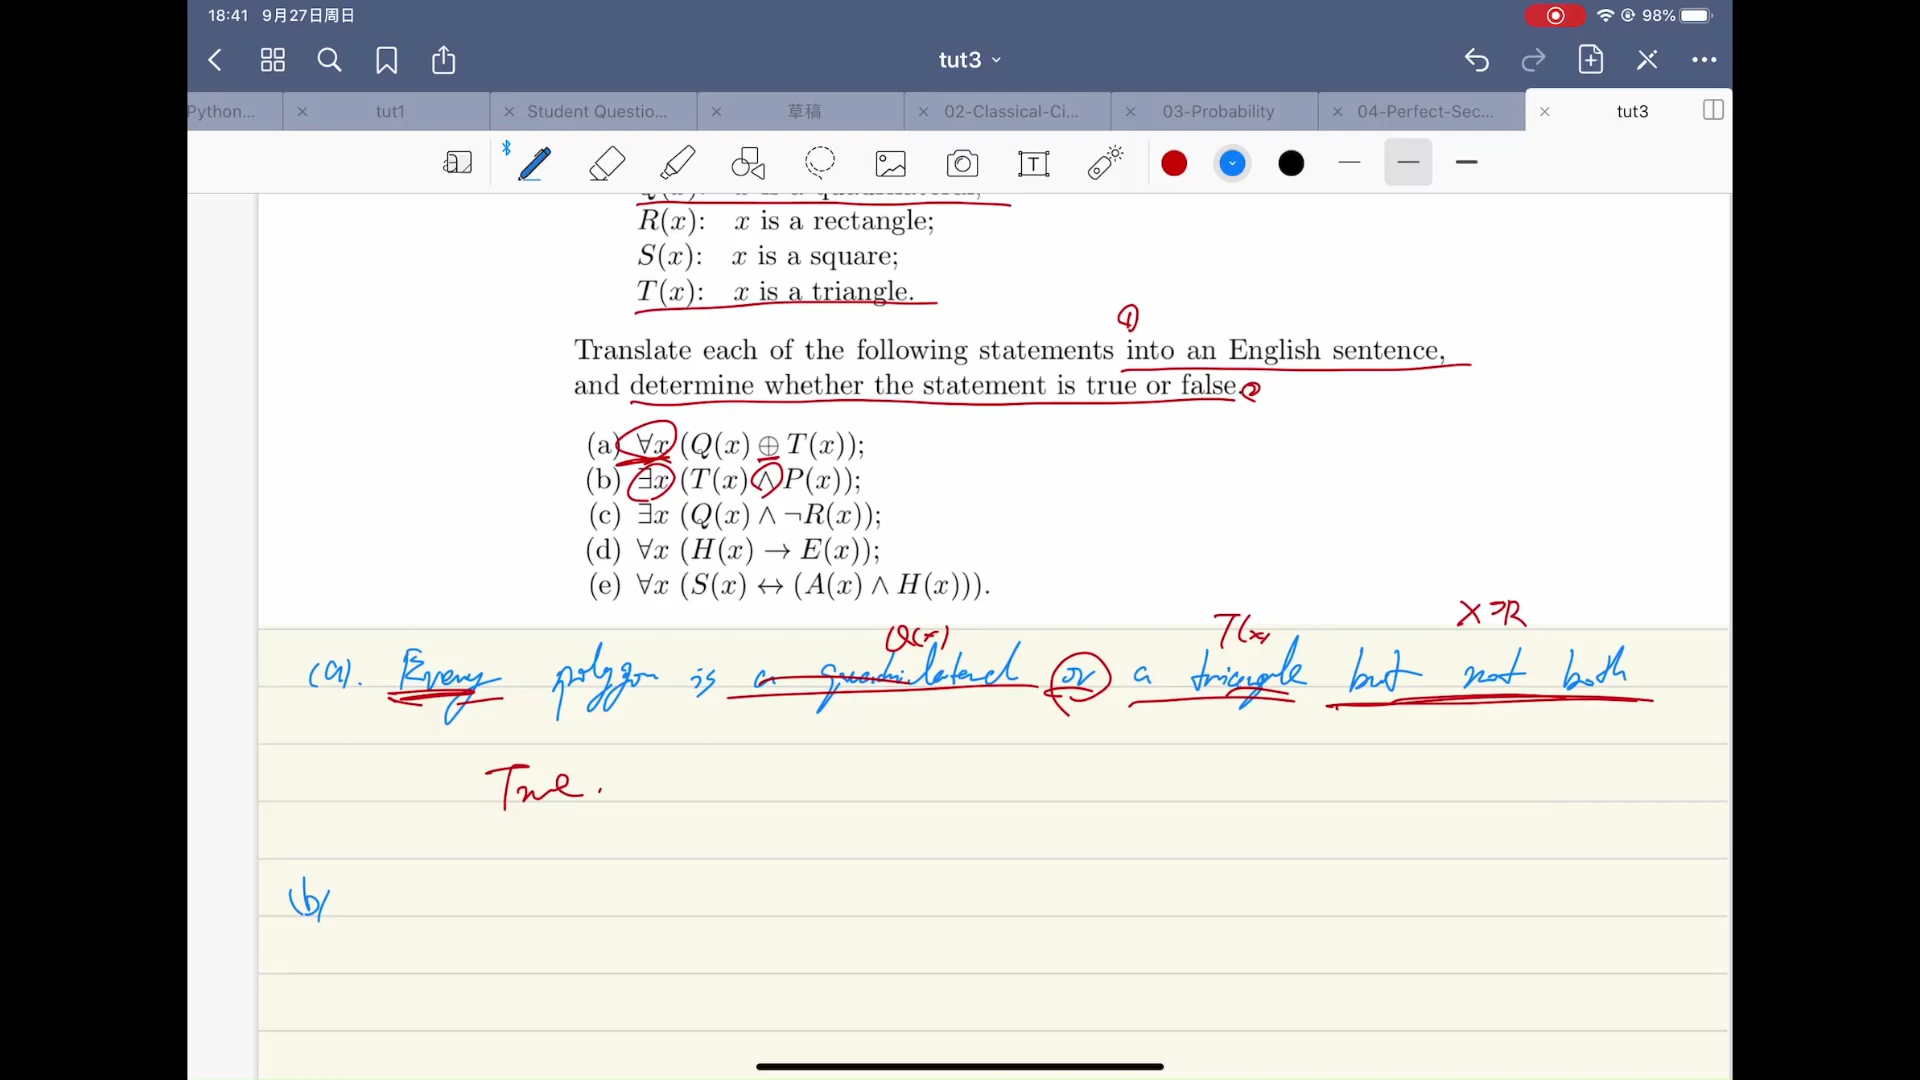 18:41 9月27日周日
98%
tut3
Python... tut1 Student Questio... 草稿 02-Classical-Ci... 03-Probability 04-Perfect-Sec... tut3
R(x): x is a rectangle;
S(x): x is a square;
T(x): x is a triangle.
①
Translate each of the following statements into an English sentence,
and determine whether the statement is true or false. ②
(a) ∀x (Q(x) ⊕ T(x));
(b) ∃x (T(x) ∧ P(x));
(c) ∃x (Q(x) ∧ ¬R(x));
(d) ∀x (H(x) → E(x));
(e) ∀x (S(x) ↔ (A(x) ∧ H(x))).
Q(x) T(x)
(a). Every polygon is a quadrilateral or a triangle but not both
True.
(b)